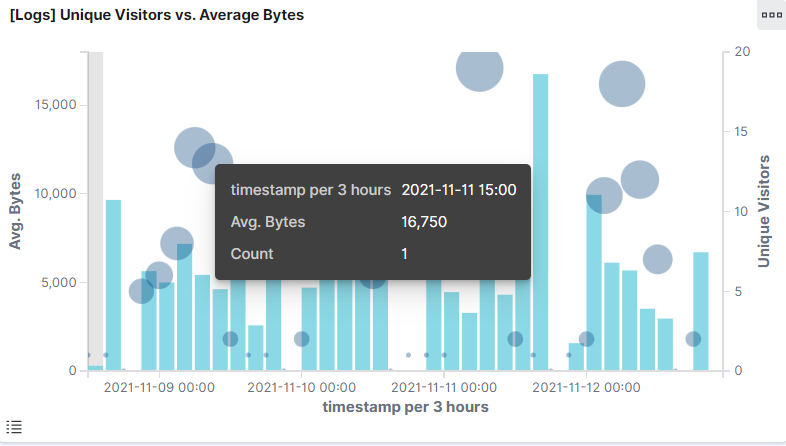 [Logs] Unique Visitors vs. Average Bytes
20
15,000
15
timestamp per 3 hours 2021-11-11 15:00
Avg. Bytes 16,750
Count 1
10,000
10
Avg. Bytes
Unique Visitors
5,000
5
0
0
2021-11-09 00:00 2021-11-10 00:00 2021-11-11 00:00 2021-11-12 00:00
timestamp per 3 hours